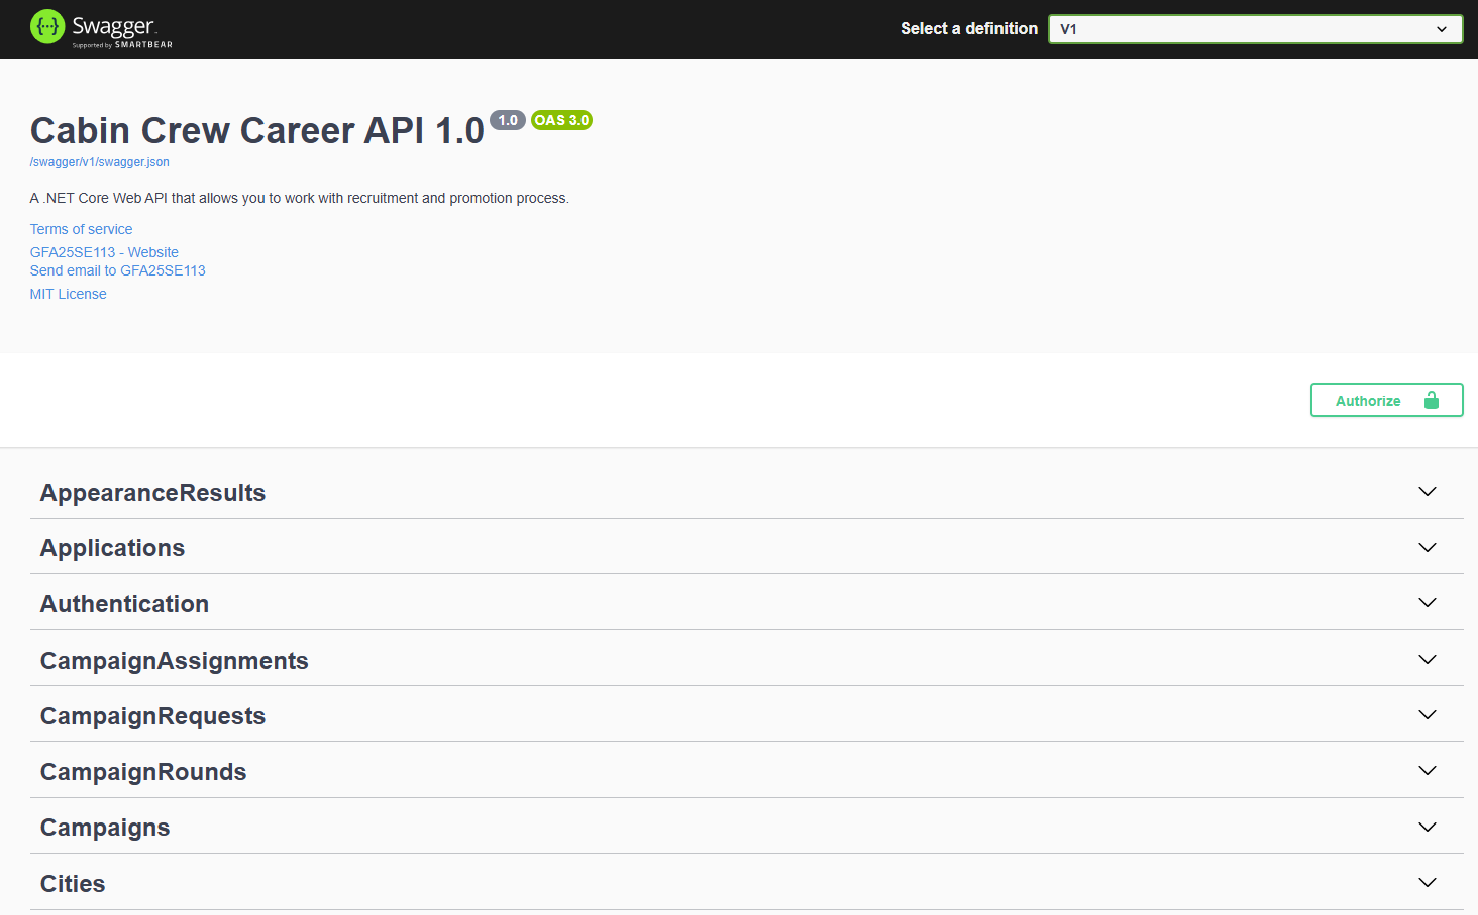 Swagger
Supported by SMARTBEAR
Select a definition
V1
Cabin Crew Career API 1.0 1.0 OAS 3.0
/swagger/v1/swagger.json
A .NET Core Web API that allows you to work with recruitment and promotion process.
Terms of service
GFA25SE113 - Website
Send email to GFA25SE113
MIT License
Authorize
AppearanceResults
Applications
Authentication
CampaignAssignments
CampaignRequests
CampaignRounds
Campaigns
Cities